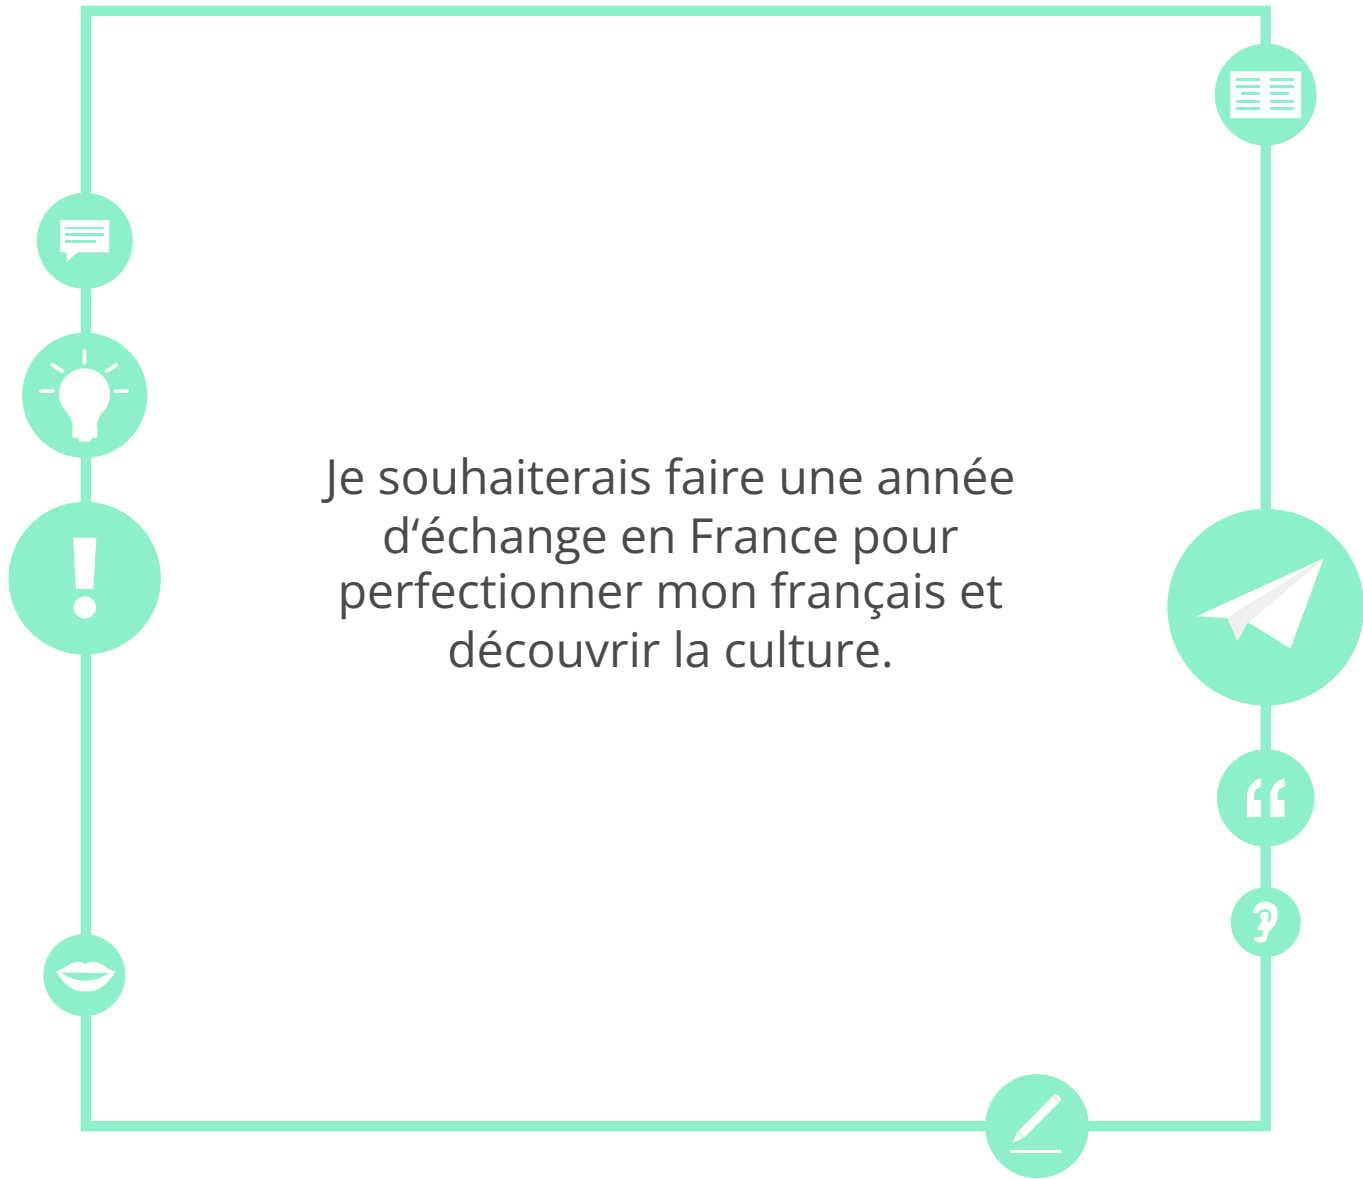 Je souhaiterais faire une année
d‘échange en France pour
perfectionner mon français et
découvrir la culture.